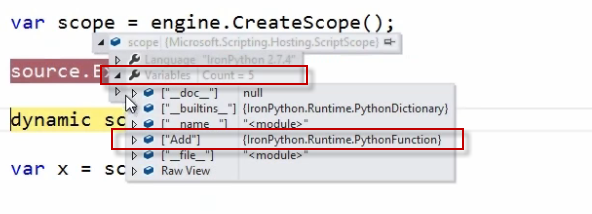 var scope = engine.CreateScope();
scope {Microsoft.Scripting.Hosting.ScriptScope}
Language "IronPython 2.7.4"
source.E
Variables Count = 5
["__doc__"] null
["__builtins__"] {IronPython.Runtime.PythonDictionary}
dynamic sc
["__name__"] "<module>"
["Add"] {IronPython.Runtime.PythonFunction}
["__file__"] "<module>"
var x = sc
Raw View